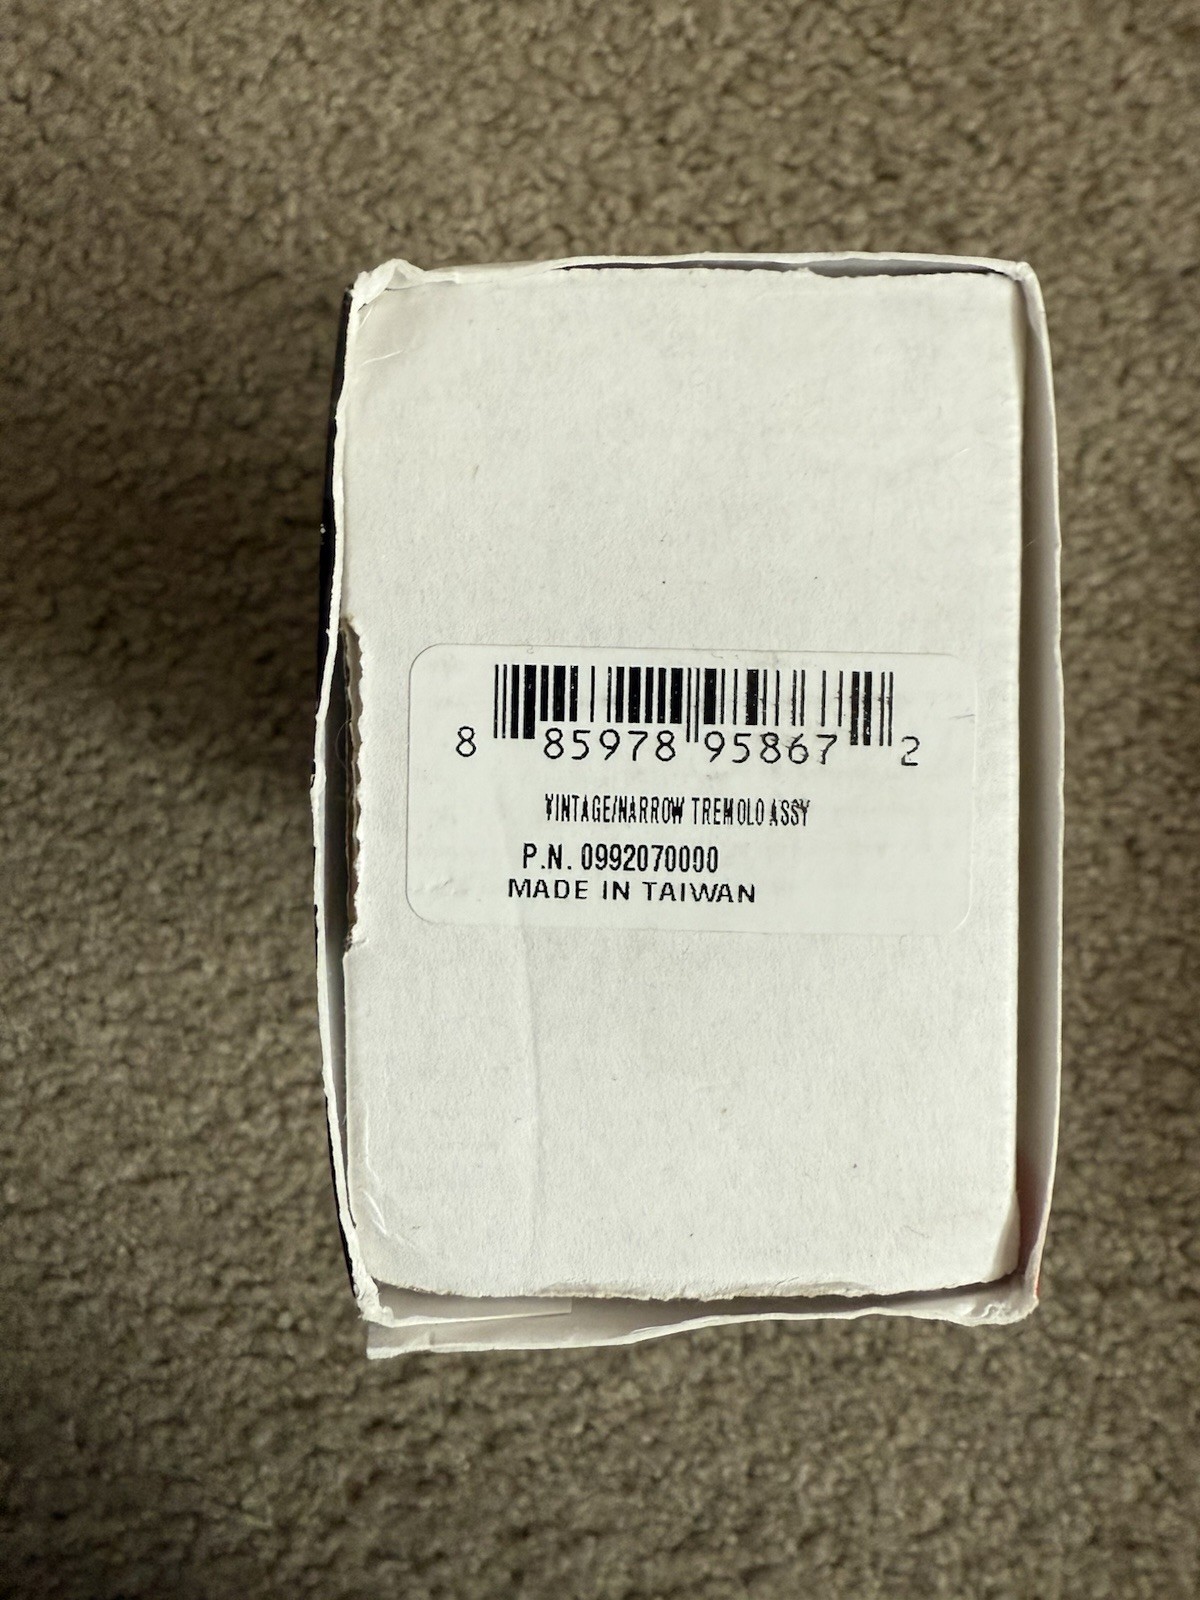 8 85978 95867 2
VINTAGE/NARROW TREMOLO ASSY
P.N. 0992070000
MADE IN TAIWAN